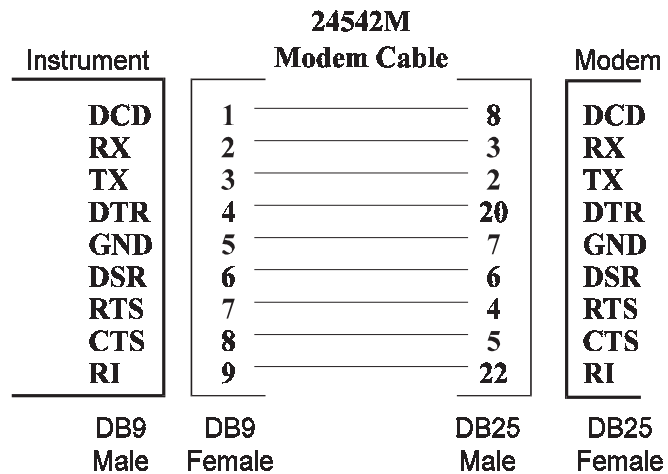 24542M
Instrument Modem Cable Modem
DCD 1 8 DCD
RX 2 3 RX
TX 3 2 TX
DTR 4 20 DTR
GND 5 7 GND
DSR 6 6 DSR
RTS 7 4 RTS
CTS 8 5 CTS
RI 9 22 RI
DB9 DB9 DB25 DB25
Male Female Male Female